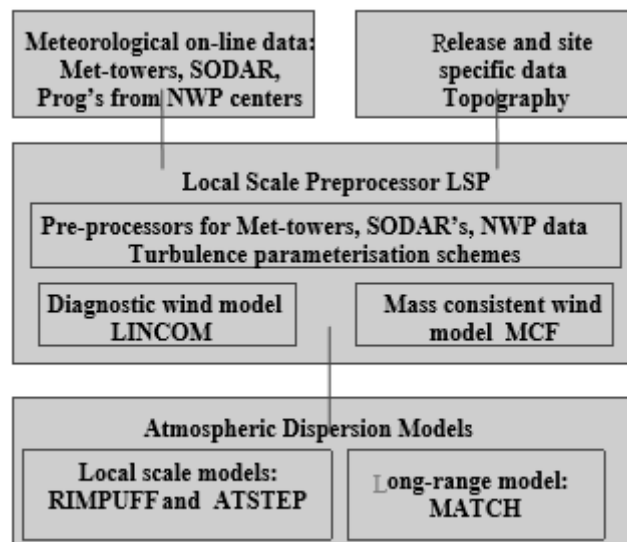 Meteorological on-line data:
Met-towers, SODAR,
Prog's from NWP centers
Release and site
specific data
Topography
Local Scale Preprocessor LSP
Pre-processors for Met-towers, SODAR's, NWP data
Turbulence parameterisation schemes
Diagnostic wind model
LINCOM
Mass consistent wind
model MCF
Atmospheric Dispersion Models
Local scale models:
RIMPUFF and ATSTEP
Long-range model:
MATCH